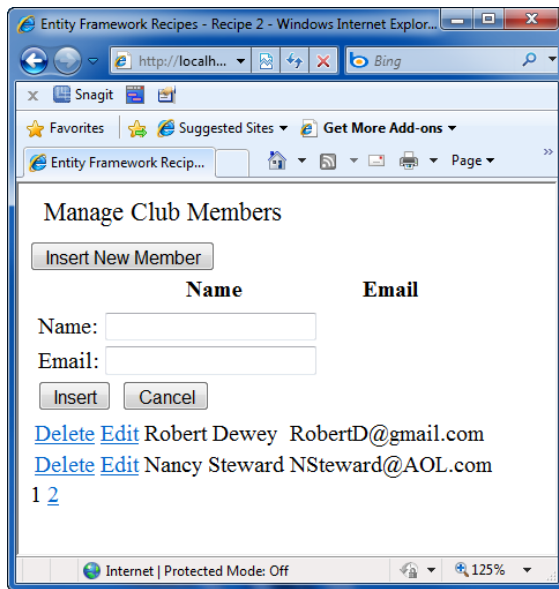 Entity Framework Recipes - Recipe 2 - Windows Internet Explor...
http://localh... Bing
x Snagit
Favorites Suggested Sites Get More Add-ons
Entity Framework Recip... Page »
Manage Club Members
Insert New Member
Name Email
Name:
Email:
Insert Cancel
Delete Edit Robert Dewey RobertD@gmail.com
Delete Edit Nancy Steward NSteward@AOL.com
1 2
Internet | Protected Mode: Off 125%